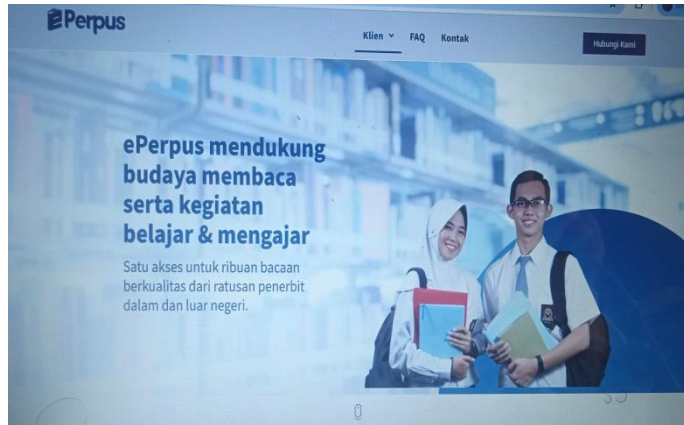 ePerpus
Klien FAQ Kontak
Hubungi Kami
ePerpus mendukung
budaya membaca
serta kegiatan
belajar & mengajar
Satu akses untuk ribuan bacaan
berkualitas dari ratusan penerbit
dalam dan luar negeri.